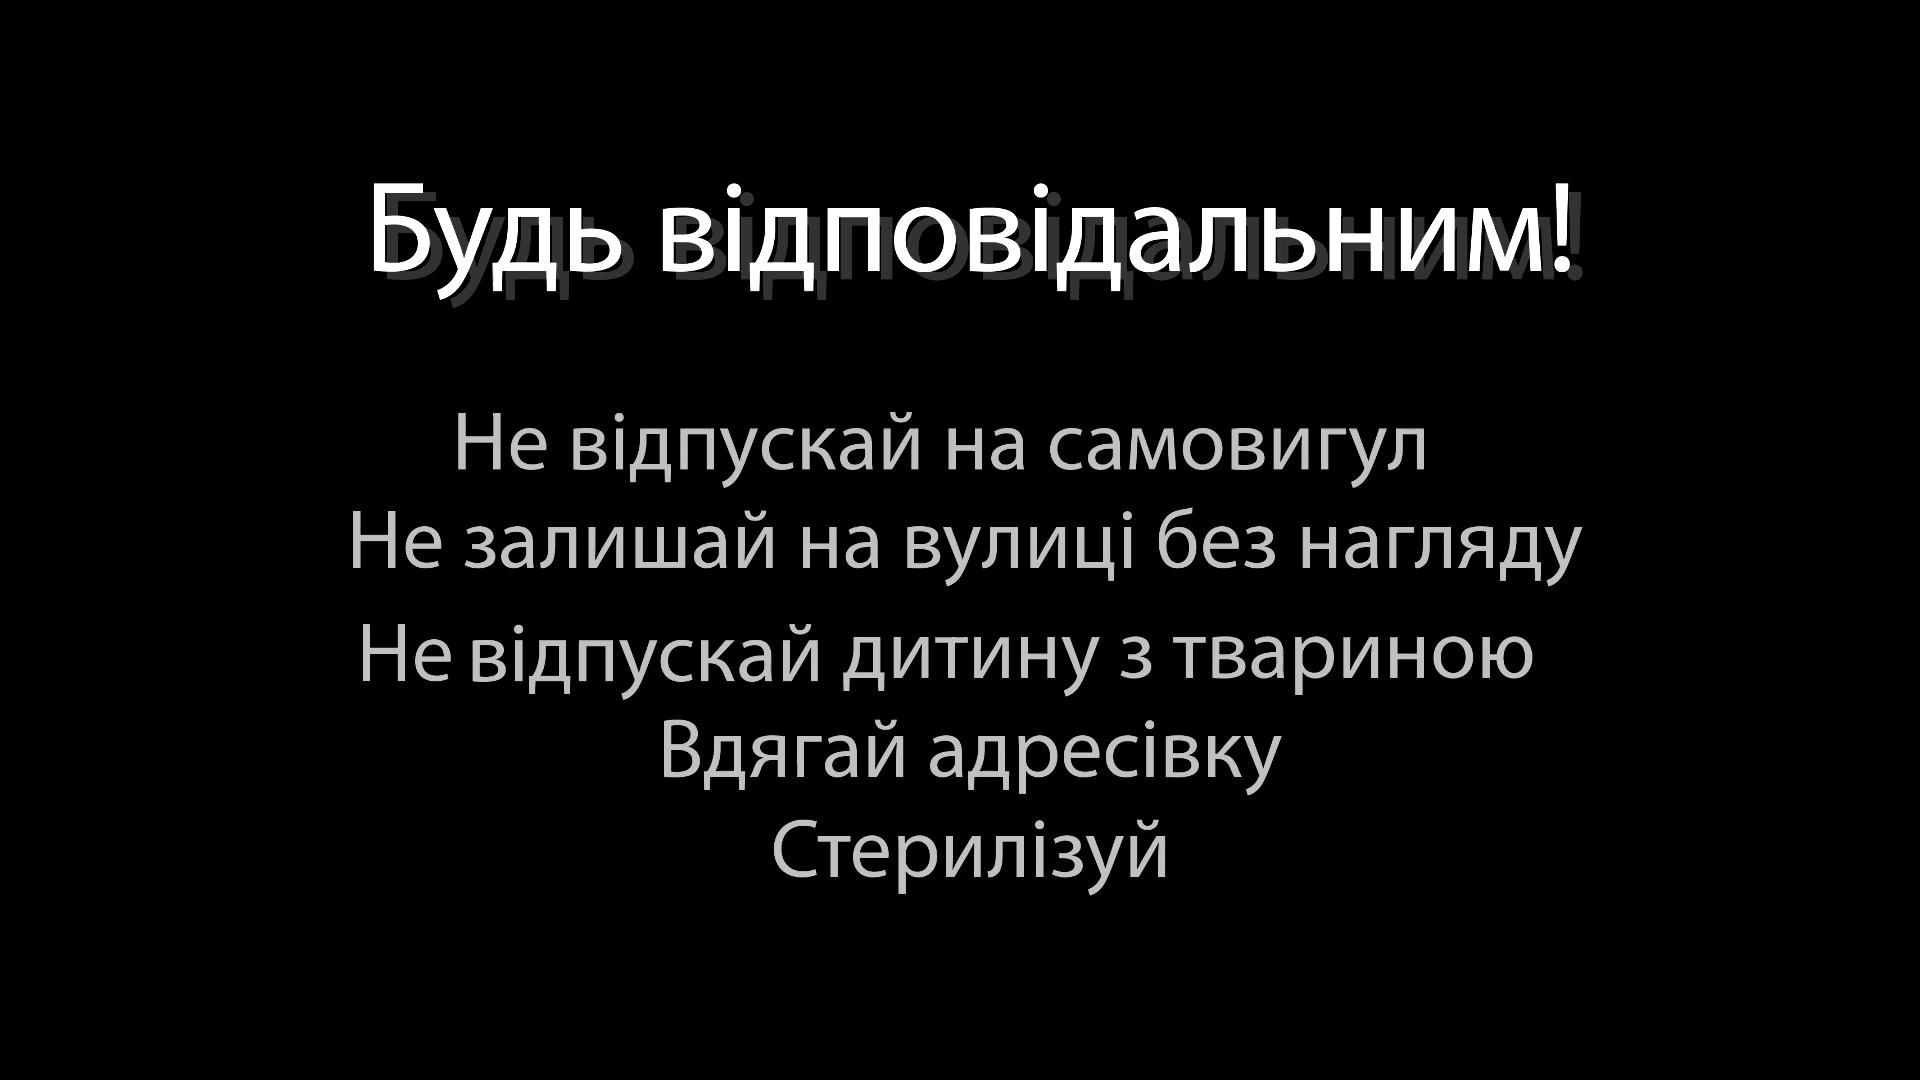 Будь відповідальним!
Не відпускай на самовигул
Не залишай на вулиці без нагляду
Не відпускай дитину з твариною
Вдягай адресівку
Стерилізуй